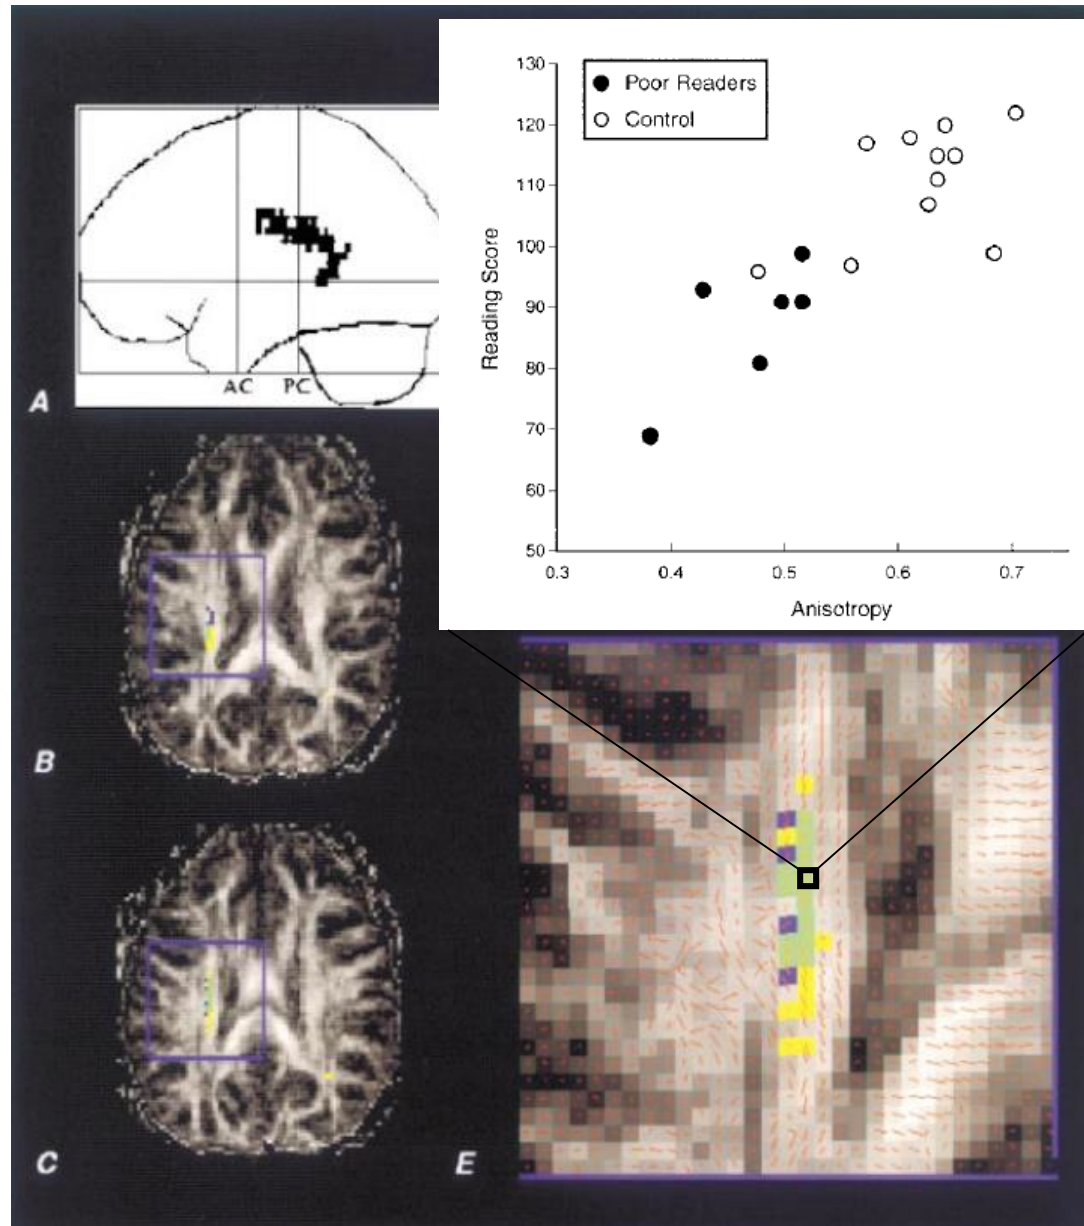 130
120
110
100
90
80
70
60
50
Reading Score
Poor Readers
Control
0.3 0.4 0.5 0.6 0.7
Anisotropy
AC PC
A
B
C
E